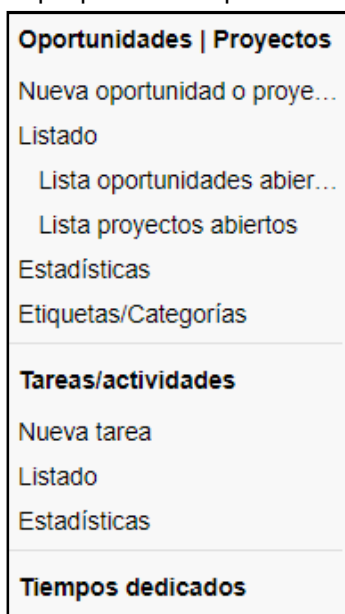 Oportunidades | Proyectos
Nueva oportunidad o proye...
Listado
Lista oportunidades abier...
Lista proyectos abiertos
Estadísticas
Etiquetas/Categorías
Tareas/actividades
Nueva tarea
Listado
Estadísticas
Tiempos dedicados